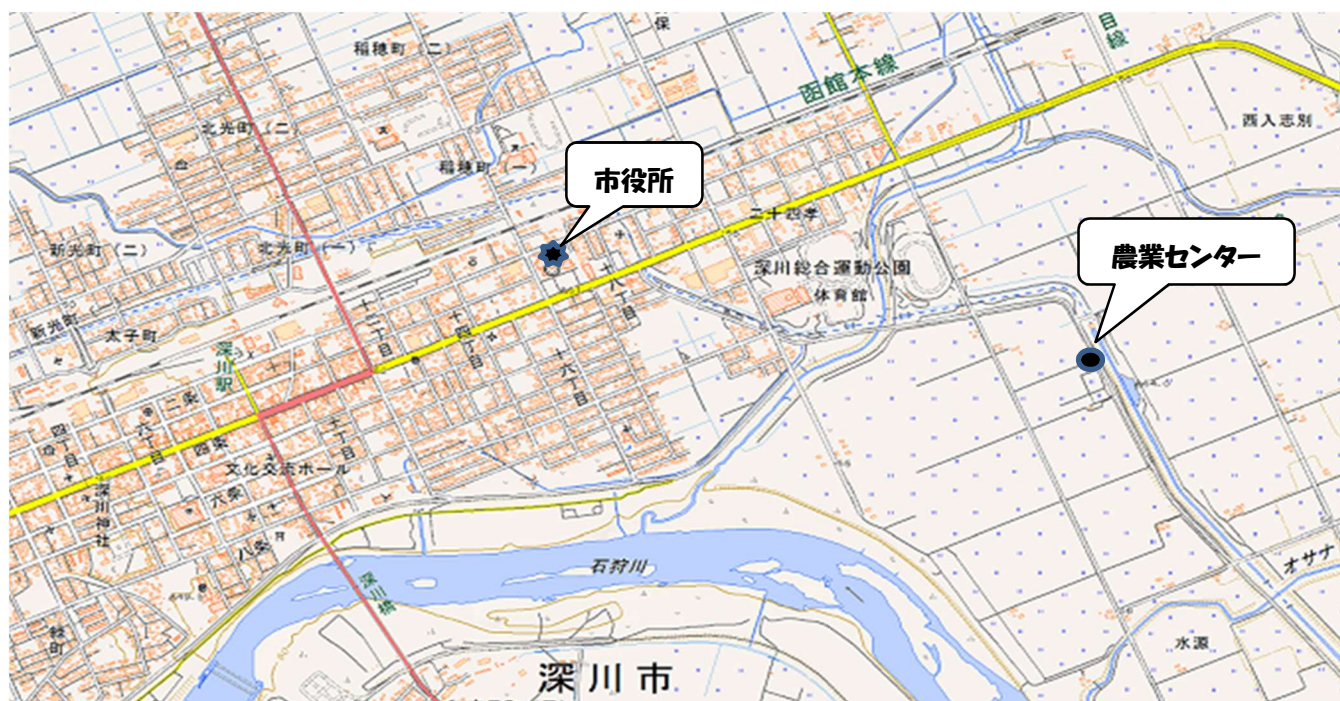 稲穂町（二）
保
目線
函館本線
北光町（二）
西入志別
稲穂町（一）
市役所
二十四孝
新光町（二）
北光町（一）
農業センター
十八丁目
深川総合運動公園
体育館
新光町
太子町
十二丁目
十四丁目
深川駅
十六丁目
二条
四丁目
六丁目
四条
十丁目
文化交流ホール
深川神社
六条
八条
石狩川
オサナ
深川橋
緑町
水源
深川市